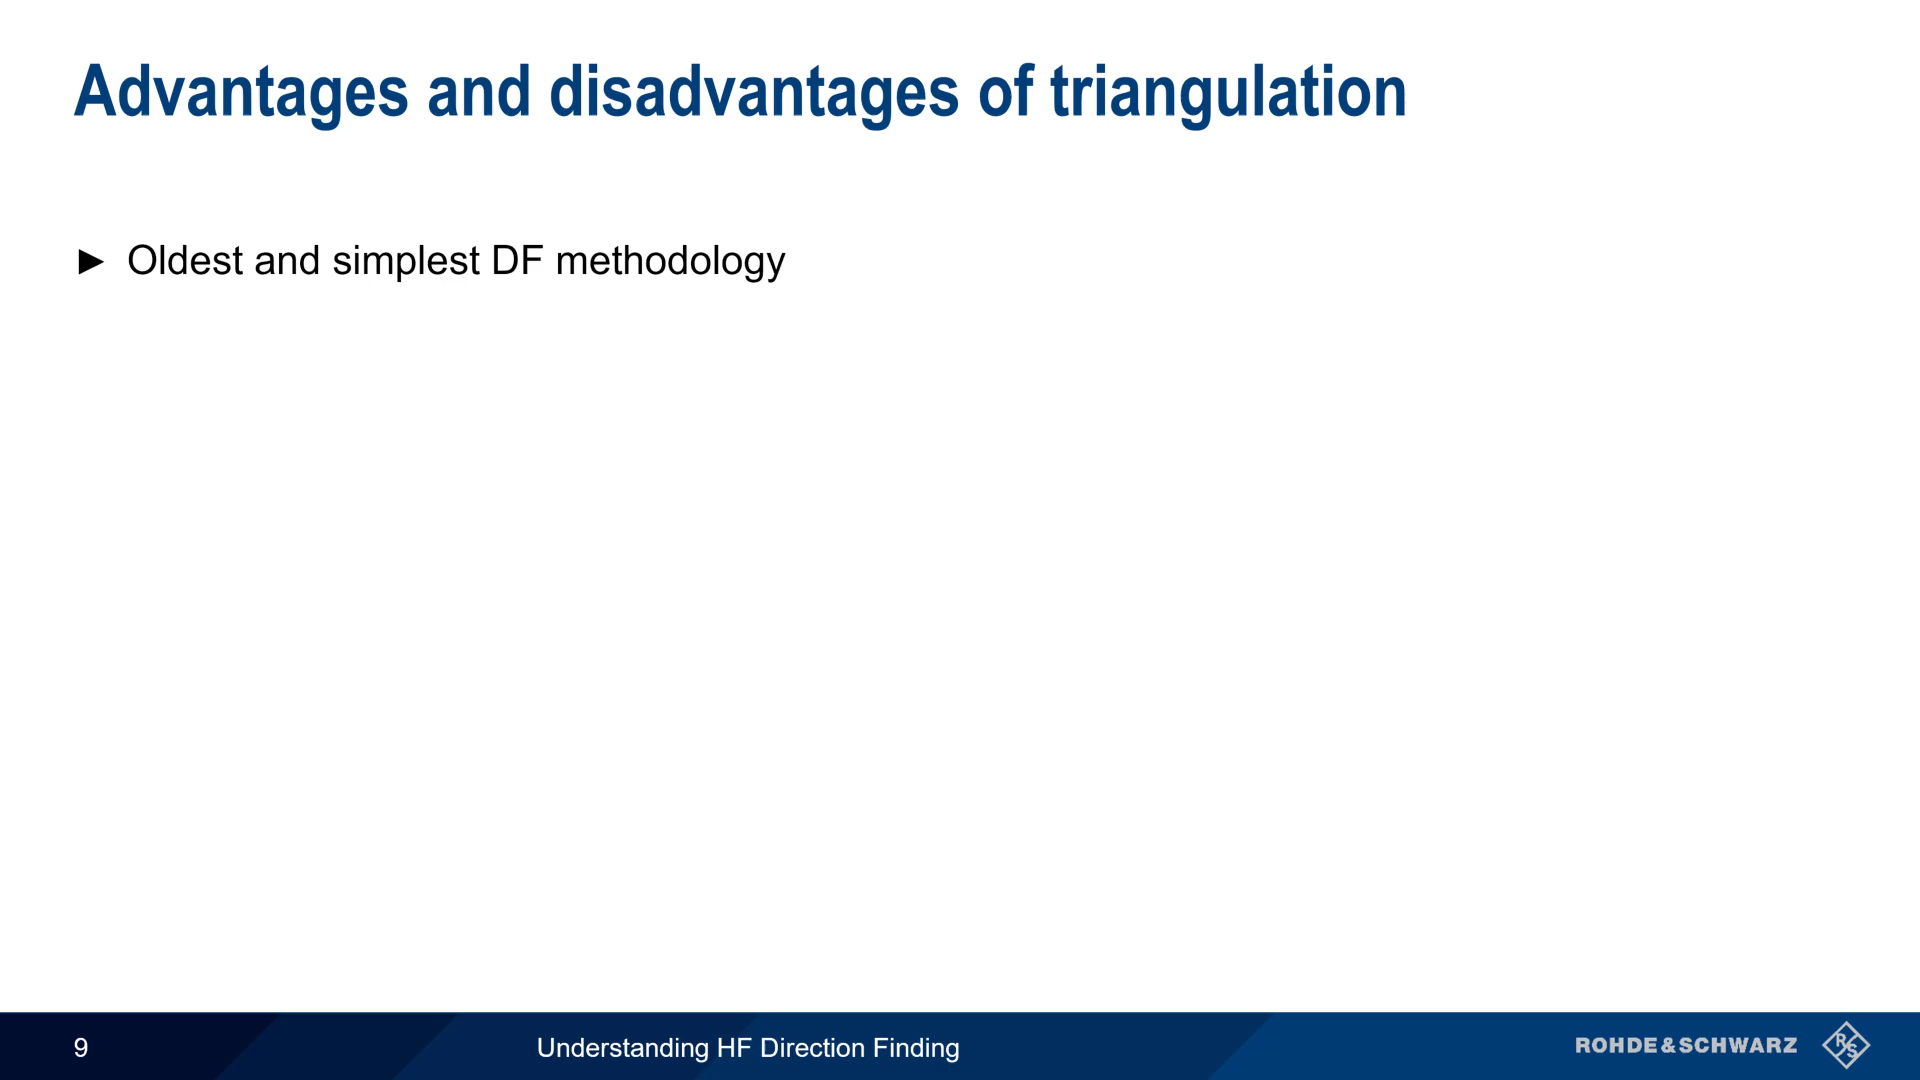 Advantages and disadvantages of triangulation
► Oldest and simplest DF methodology
9
Understanding HF Direction Finding
ROHDE&SCHWARZ
R&S